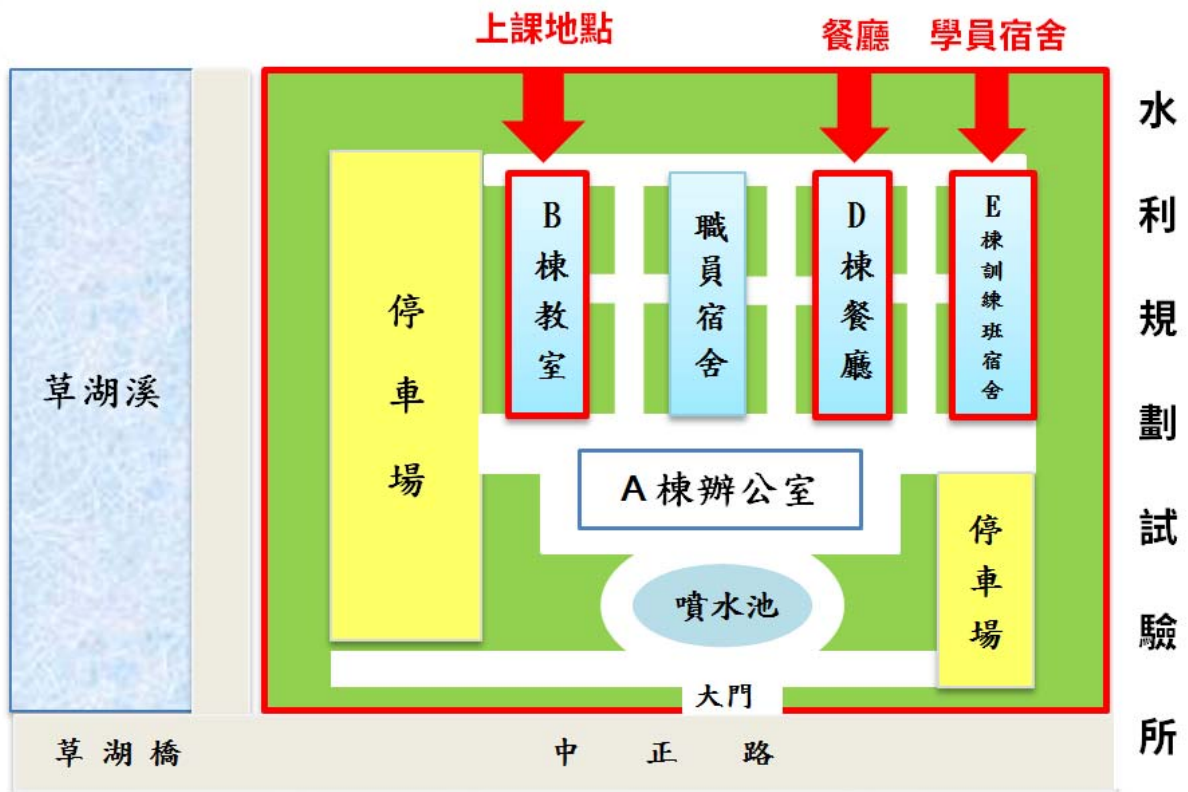 上課地點
餐廳
學員宿舍
水利規劃試驗所
B棟教室
職員宿舍
D棟餐廳
E棟訓練班宿舍
停車場
草湖溪
A棟辦公室
停車場
噴水池
大門
草湖橋
中正路